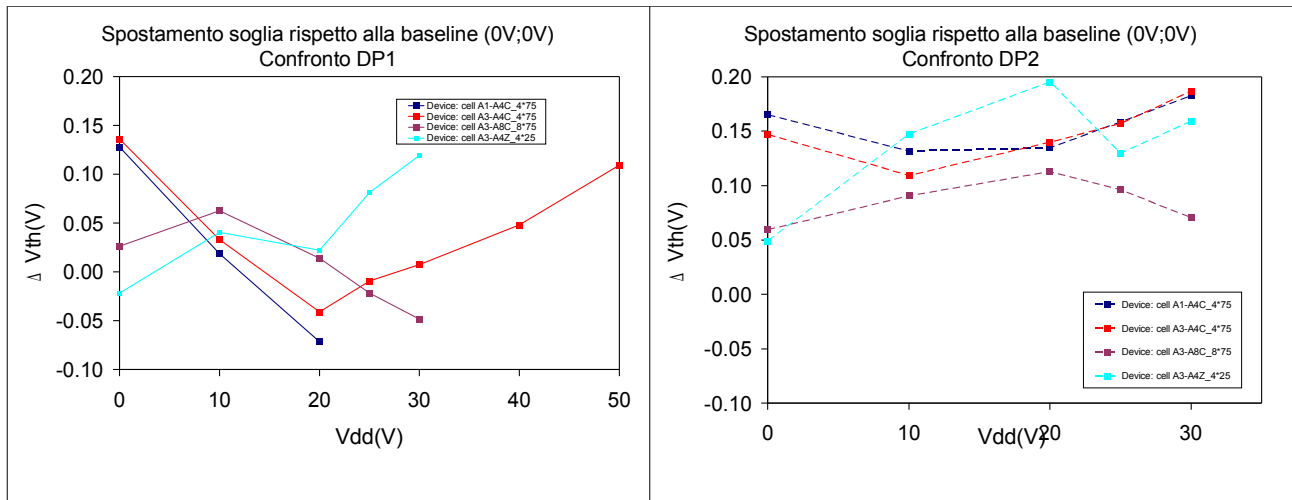 Spostamento soglia rispetto alla baseline (0V;0V)
Confronto DP1
0.20
0.15
0.10
0.05
0.00
-0.05
-0.10
Δ Vth(V)
Device: cell A1-A4C_4*75
Device: cell A3-A4C_4*75
Device: cell A3-A8C_8*75
Device: cell A3-A4Z_4*25
0 10 20 30 40 50
Vdd(V)
Spostamento soglia rispetto alla baseline (0V;0V)
Confronto DP2
0.20
0.15
0.10
0.05
0.00
-0.05
-0.10
Δ Vth(V)
Device: cell A1-A4C_4*75
Device: cell A3-A4C_4*75
Device: cell A3-A8C_8*75
Device: cell A3-A4Z_4*25
0 10 20 30
Vdd(V)